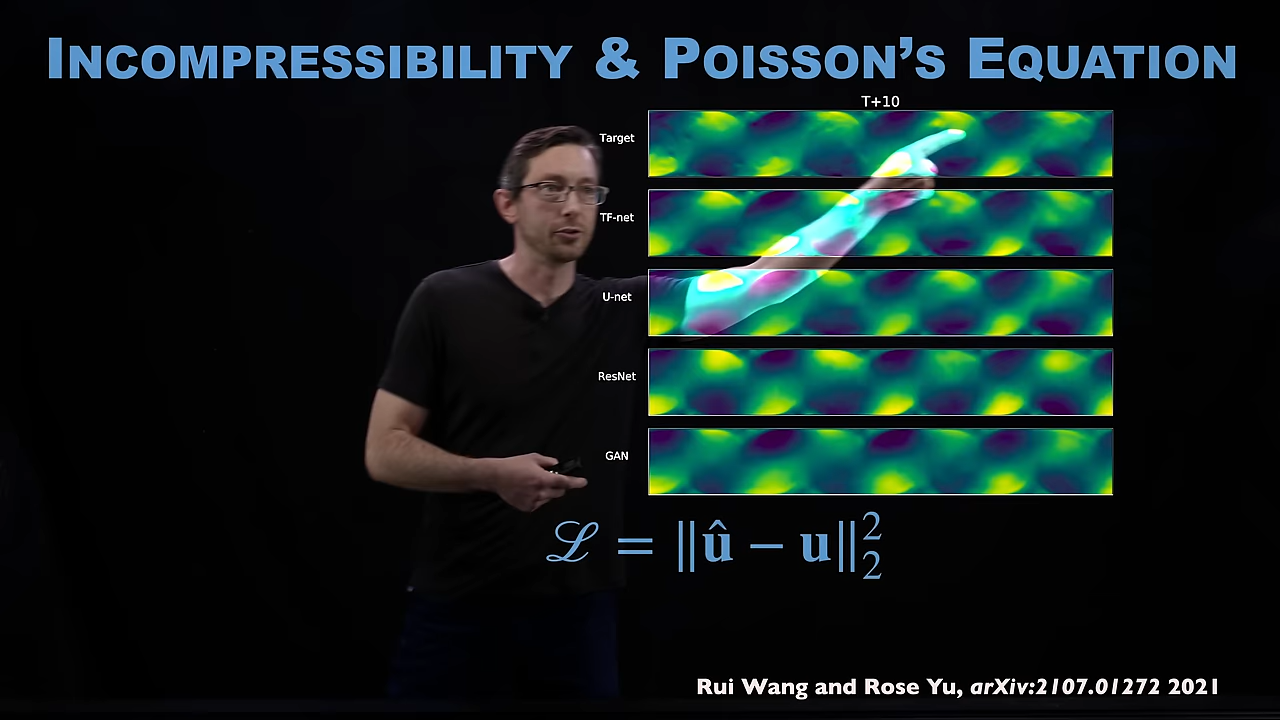 INCOMPRESSIBILITY & POISSON'S EQUATION
T+10
Target
TF-net
U-net
ResNet
GAN
ℒ = ‖û − u‖₂²
Rui Wang and Rose Yu, arXiv:2107.01272 2021